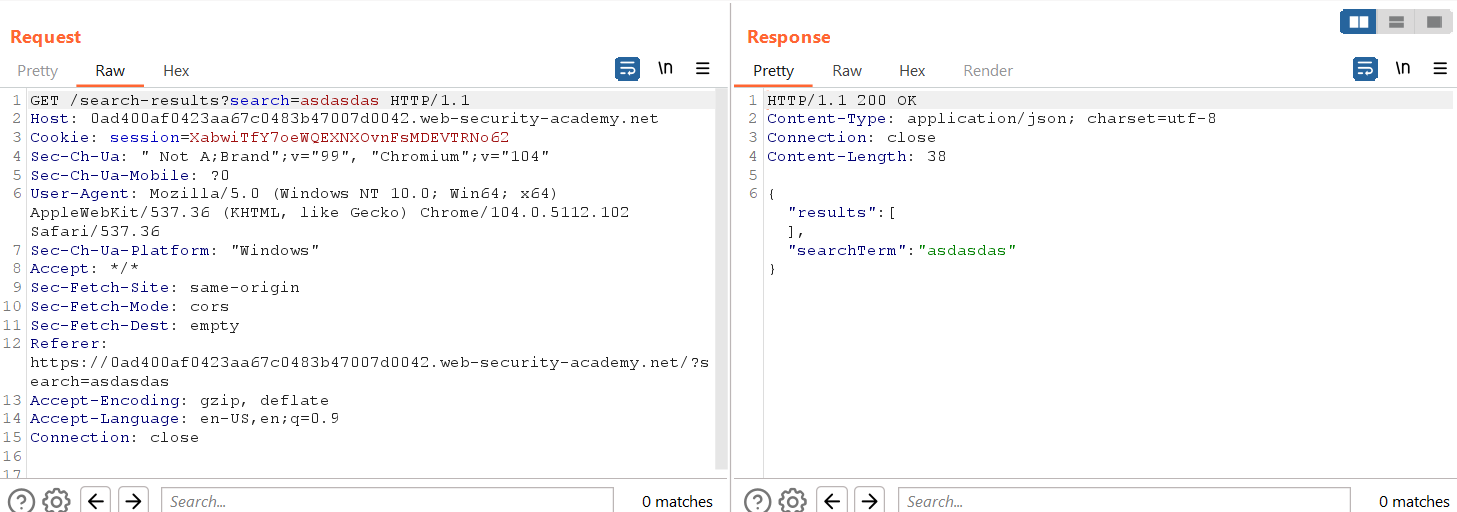 Request
Pretty Raw Hex \n
1 GET /search-results?search=asdasdas HTTP/1.1
2 Host: 0ad400af0423aa67c0483b47007d0042.web-security-academy.net
3 Cookie: session=XabwiTfY7oeWQEXNXOvnFsMDEVTRNo62
4 Sec-Ch-Ua: " Not A;Brand";v="99", "Chromium";v="104"
5 Sec-Ch-Ua-Mobile: ?0
6 User-Agent: Mozilla/5.0 (Windows NT 10.0; Win64; x64)
AppleWebKit/537.36 (KHTML, like Gecko) Chrome/104.0.5112.102
Safari/537.36
7 Sec-Ch-Ua-Platform: "Windows"
8 Accept: */*
9 Sec-Fetch-Site: same-origin
10 Sec-Fetch-Mode: cors
11 Sec-Fetch-Dest: empty
12 Referer:
https://0ad400af0423aa67c0483b47007d0042.web-security-academy.net/?s
earch=asdasdas
13 Accept-Encoding: gzip, deflate
14 Accept-Language: en-US,en;q=0.9
15 Connection: close
16
17
? Search... 0 matches
Response
Pretty Raw Hex Render \n
1 HTTP/1.1 200 OK
2 Content-Type: application/json; charset=utf-8
3 Connection: close
4 Content-Length: 38
5
6 {
"results":[
],
"searchTerm":"asdasdas"
}
? Search... 0 matches